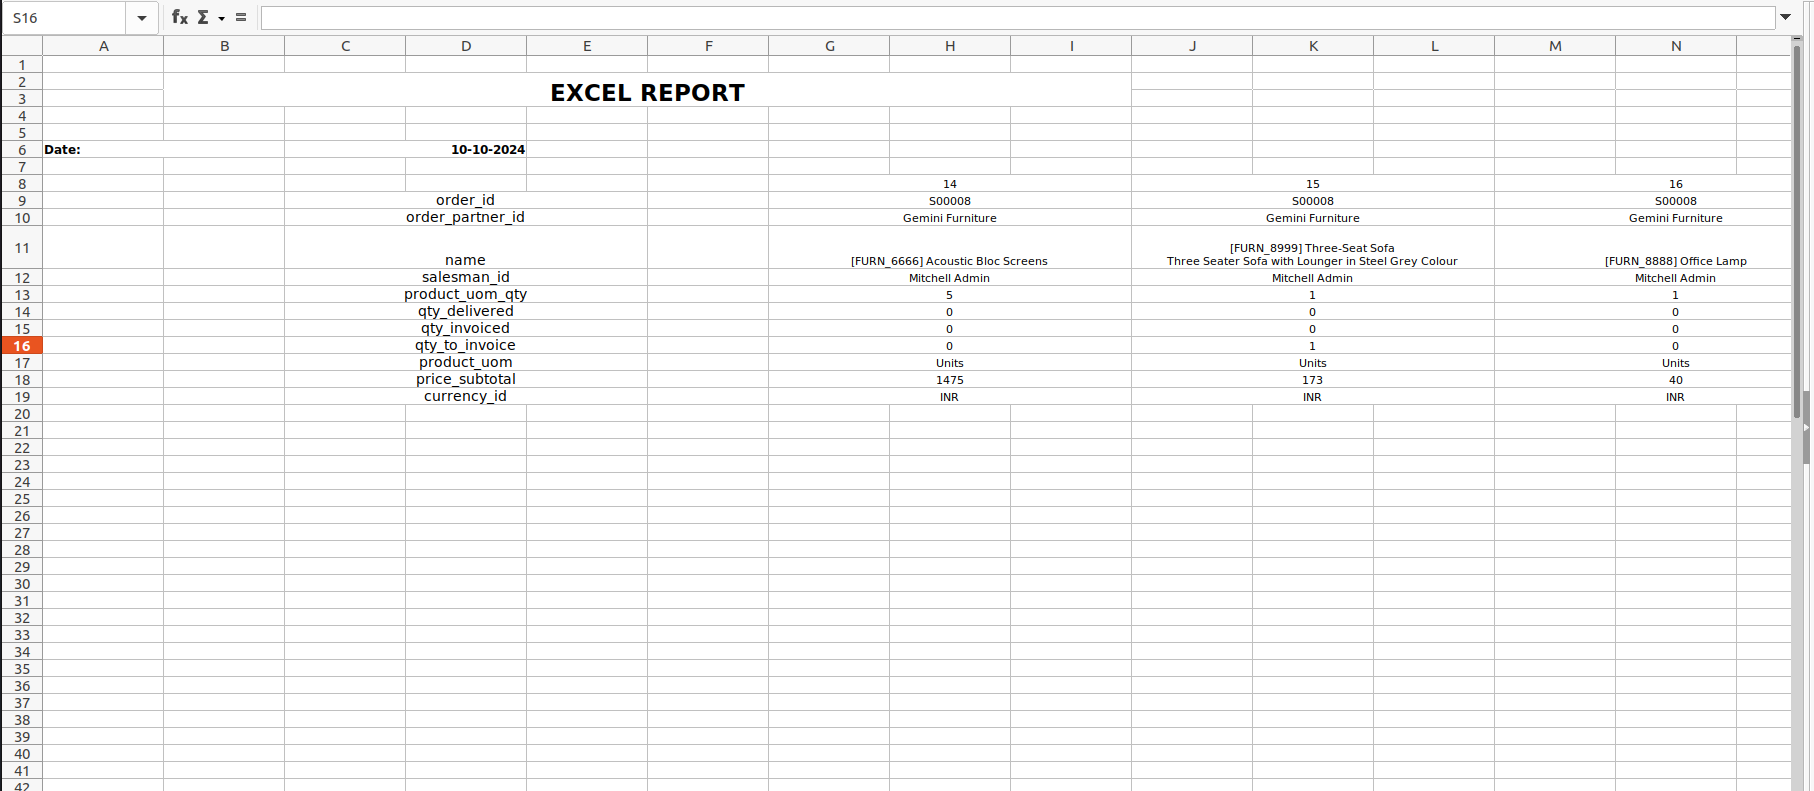 S16 fx Σ =
A B C D E F G H I J K L M N
1
2
EXCEL REPORT
3
4
5
6 Date: 10-10-2024
7
8 14 15 16
9 order_id S00008 S00008 S00008
10 order_partner_id Gemini Furniture Gemini Furniture Gemini Furniture
[FURN_8999] Three-Seat Sofa
11 name [FURN_6666] Acoustic Bloc Screens Three Seater Sofa with Lounger in Steel Grey Colour [FURN_8888] Office Lamp
12 salesman_id Mitchell Admin Mitchell Admin Mitchell Admin
13 product_uom_qty 5 1 1
14 qty_delivered 0 0 0
15 qty_invoiced 0 0 0
16 qty_to_invoice 0 1 0
17 product_uom Units Units Units
18 price_subtotal 1475 173 40
19 currency_id INR INR INR
20
21
22
23
24
25
26
27
28
29
30
31
32
33
34
35
36
37
38
39
40
41
42